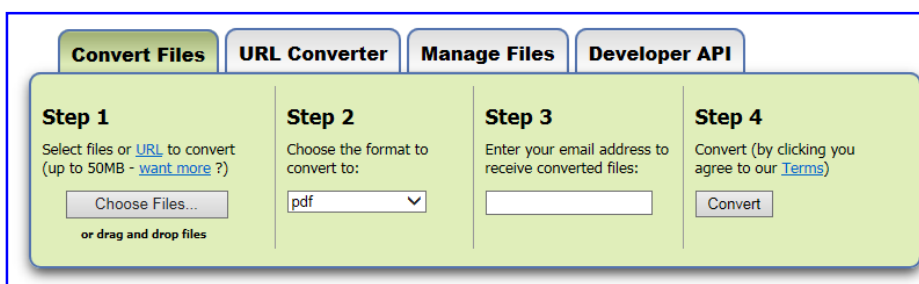 Convert Files
URL Converter
Manage Files
Developer API
Step 1
Select files or URL to convert
(up to 50MB - want more ?)
Choose Files...
or drag and drop files
Step 2
Choose the format to
convert to:
pdf
Step 3
Enter your email address to
receive converted files:
Step 4
Convert (by clicking you
agree to our Terms)
Convert